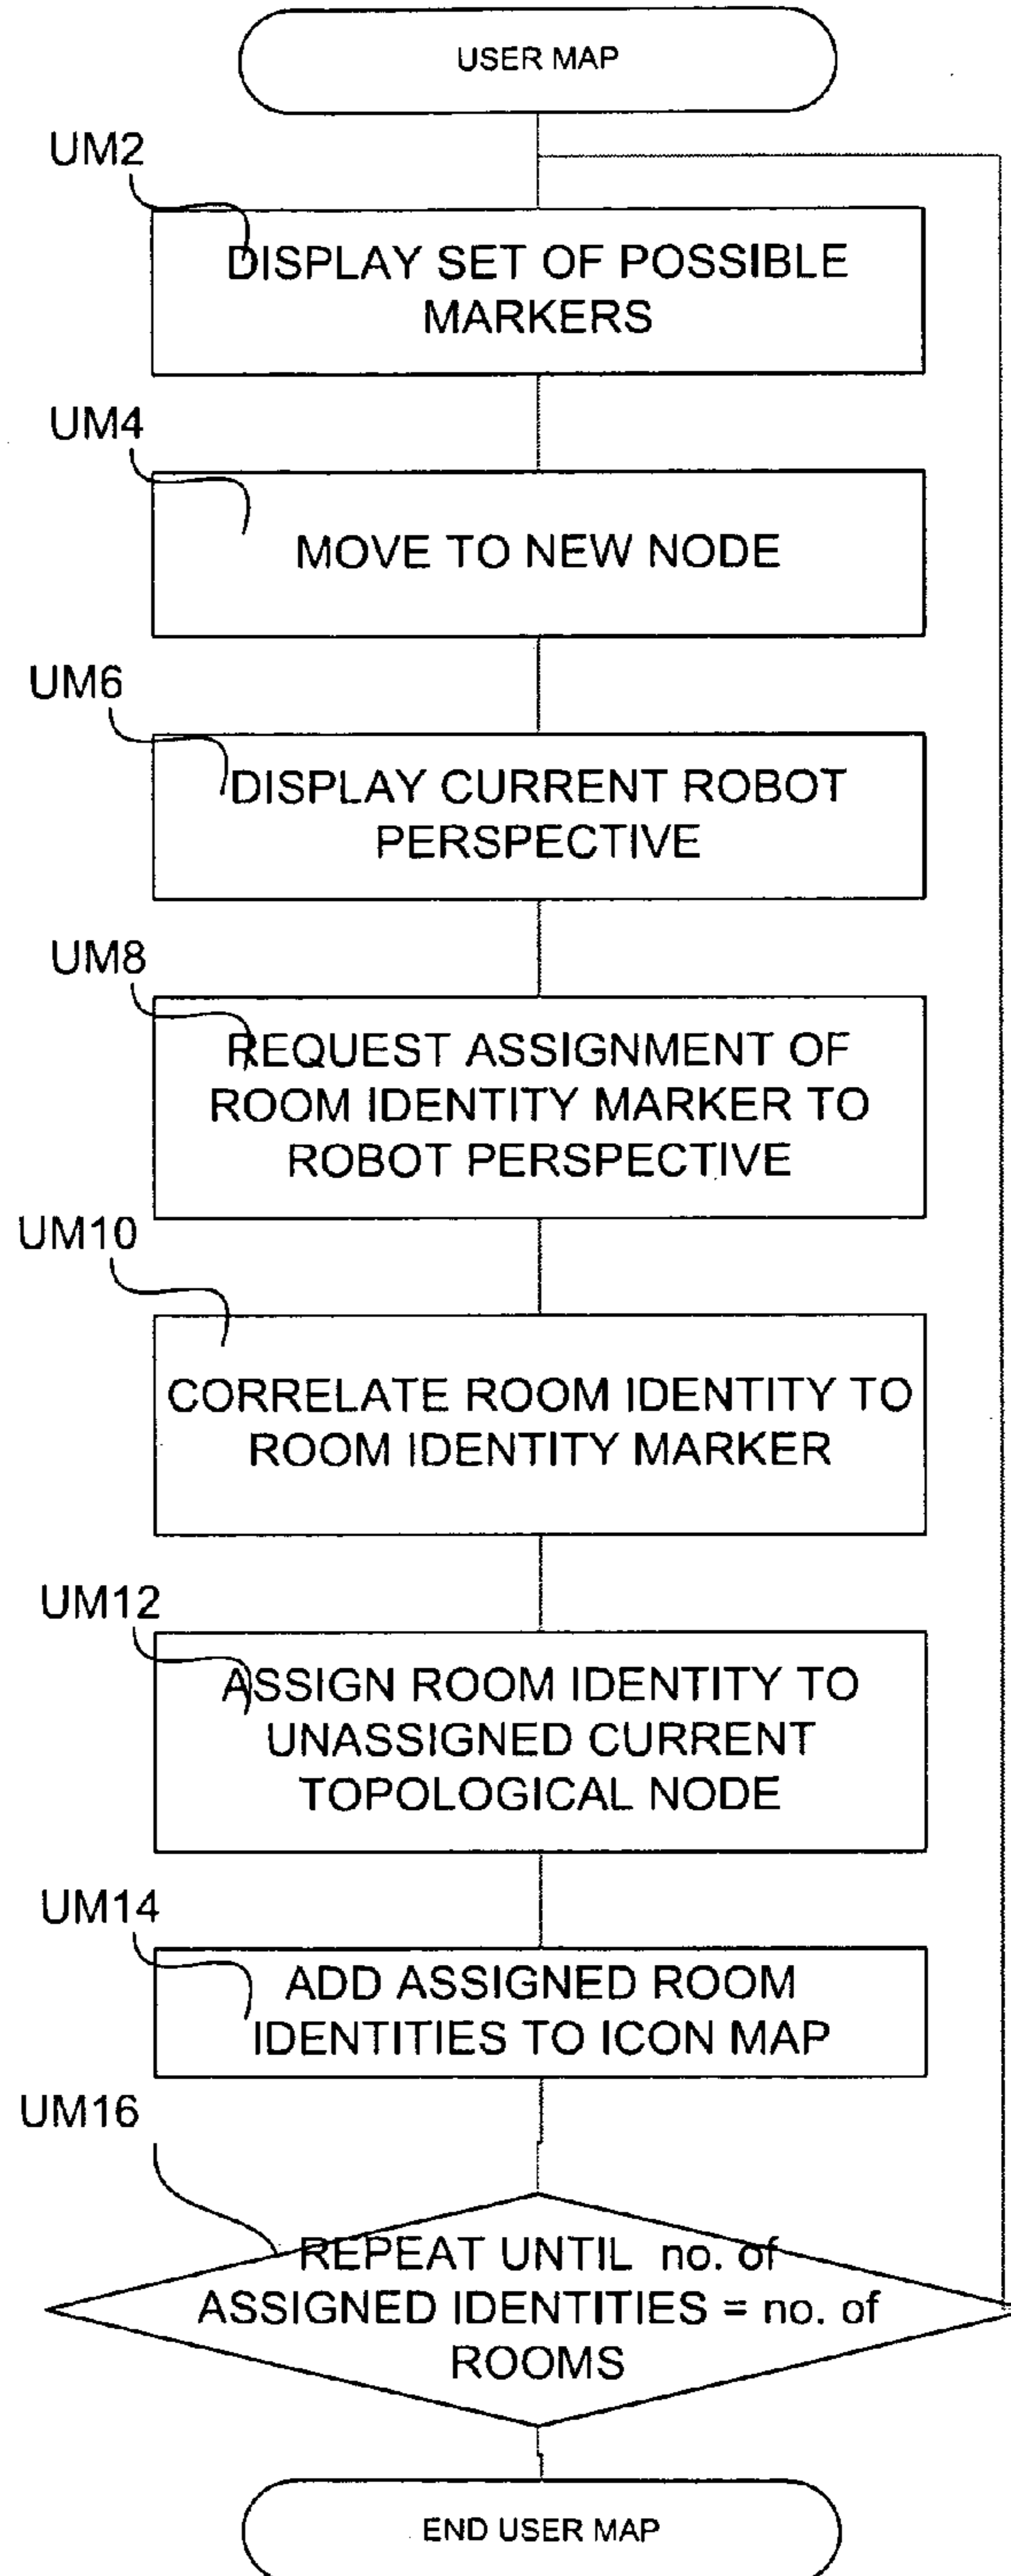 USER MAP
UM2
DISPLAY SET OF POSSIBLE
MARKERS
UM4
MOVE TO NEW NODE
UM6
DISPLAY CURRENT ROBOT
PERSPECTIVE
UM8
REQUEST ASSIGNMENT OF
ROOM IDENTITY MARKER TO
ROBOT PERSPECTIVE
UM10
CORRELATE ROOM IDENTITY TO
ROOM IDENTITY MARKER
UM12
ASSIGN ROOM IDENTITY TO
UNASSIGNED CURRENT
TOPOLOGICAL NODE
UM14
ADD ASSIGNED ROOM
IDENTITIES TO ICON MAP
UM16
REPEAT UNTIL no. of
ASSIGNED IDENTITIES = no. of
ROOMS
END USER MAP